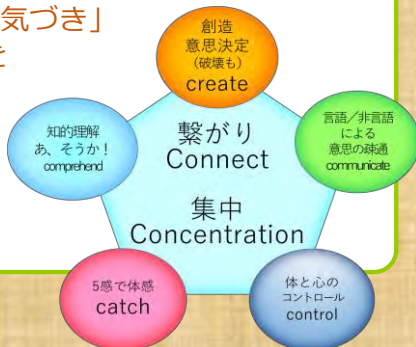 気づき」
と
創造
意思決定
(破壊も)
create
知的理解
あ、そうか！
comprehend
繋がり
Connect
言語／非言語
による
意思の疎通
communicate
集中
Concentration
5感で体感
catch
体と心の
コントロール
control